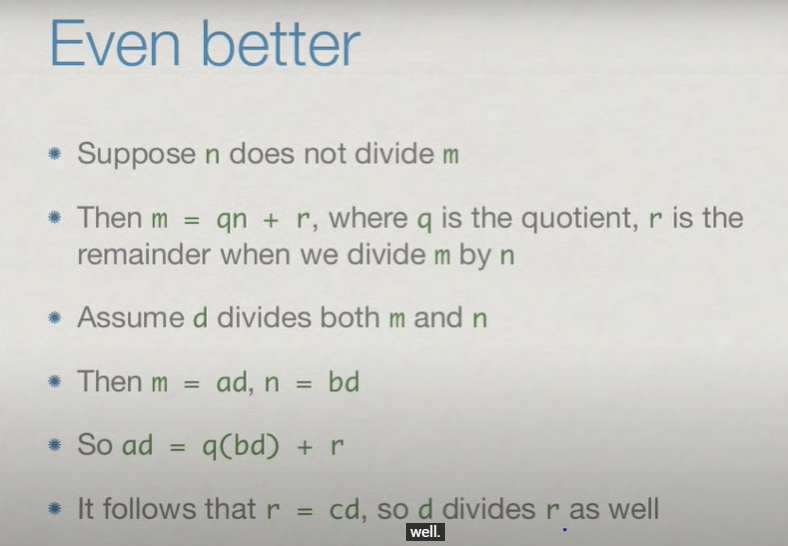 Even better
Suppose n does not divide m
Then m = qn + r, where q is the quotient, r is the
remainder when we divide m by n
Assume d divides both m and n
Then m = ad, n = bd
So ad = q(bd) + r
It follows that r = cd, so d divides r as well
well.